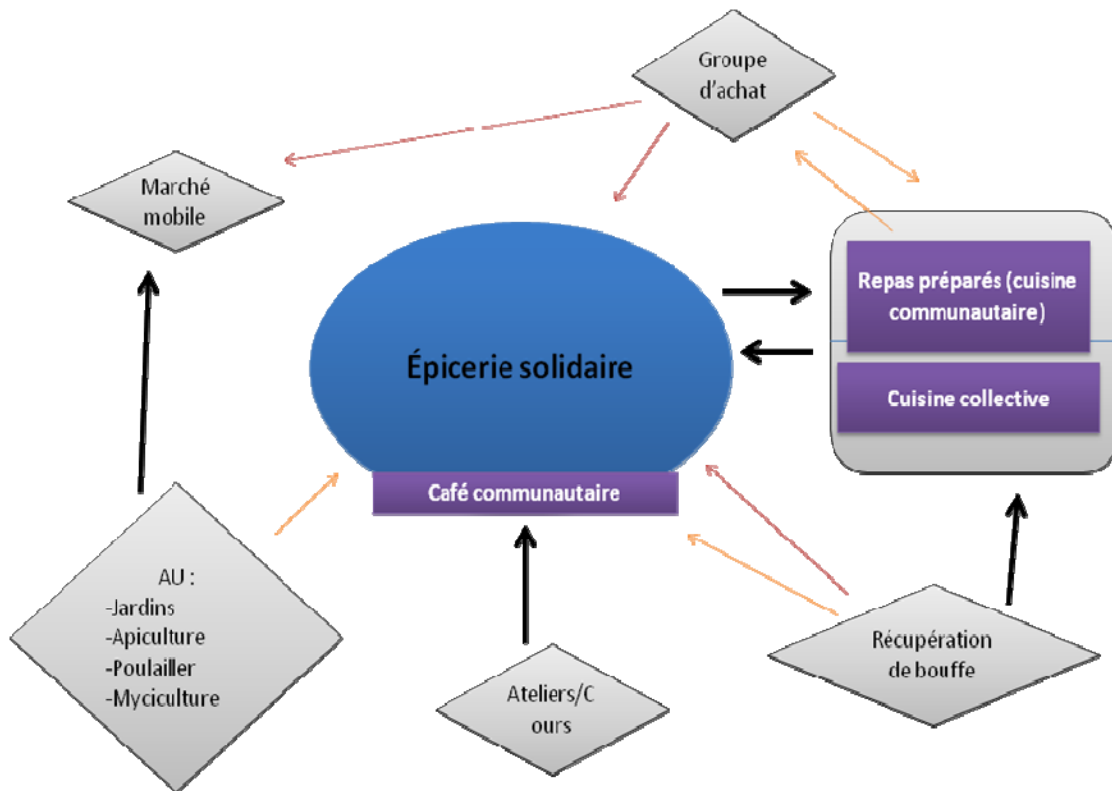 Groupe
d'achat
Marché
mobile
Repas préparés (cuisine
communautaire)
Épicerie solidaire
Cuisine collective
Café communautaire
AU :
-Jardins
-Apiculture
-Poulailler
-Myciculture
Ateliers/C
ours
Récupération
de bouffe